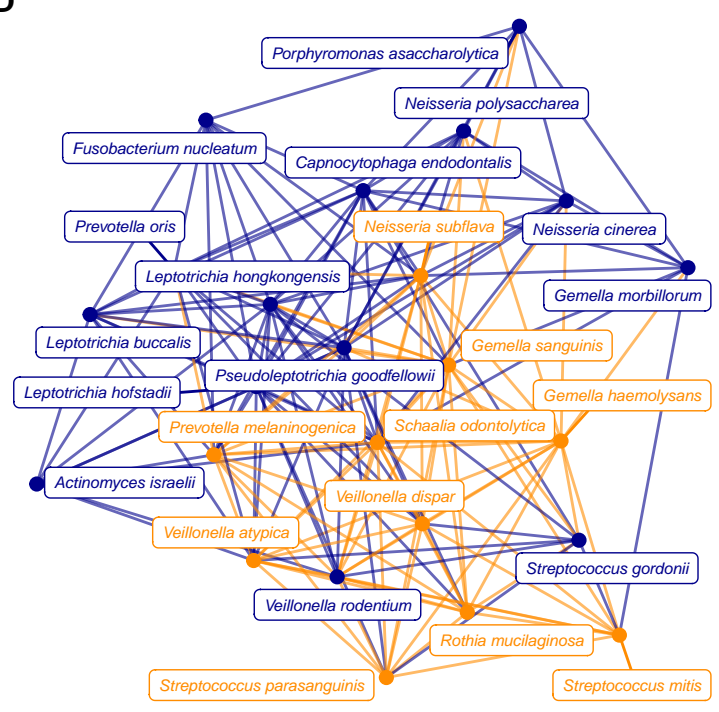 Porphyromonas asaccharolytica
Neisseria polysaccharea
Fusobacterium nucleatum
Capnocytophaga endodontalis
Prevotella oris
Neisseria subflava
Neisseria cinerea
Leptotrichia hongkongensis
Gemella morbillorum
Leptotrichia buccalis
Gemella sanguinis
Leptotrichia hofstadii
Pseudoleptotrichia goodfellowii
Gemella haemolysans
Prevotella melaninogenica
Schaalia odontolytica
Actinomyces israelii
Veillonella dispar
Veillonella atypica
Streptococcus gordonii
Veillonella rodentium
Rothia mucilaginosa
Streptococcus parasanguinis
Streptococcus mitis